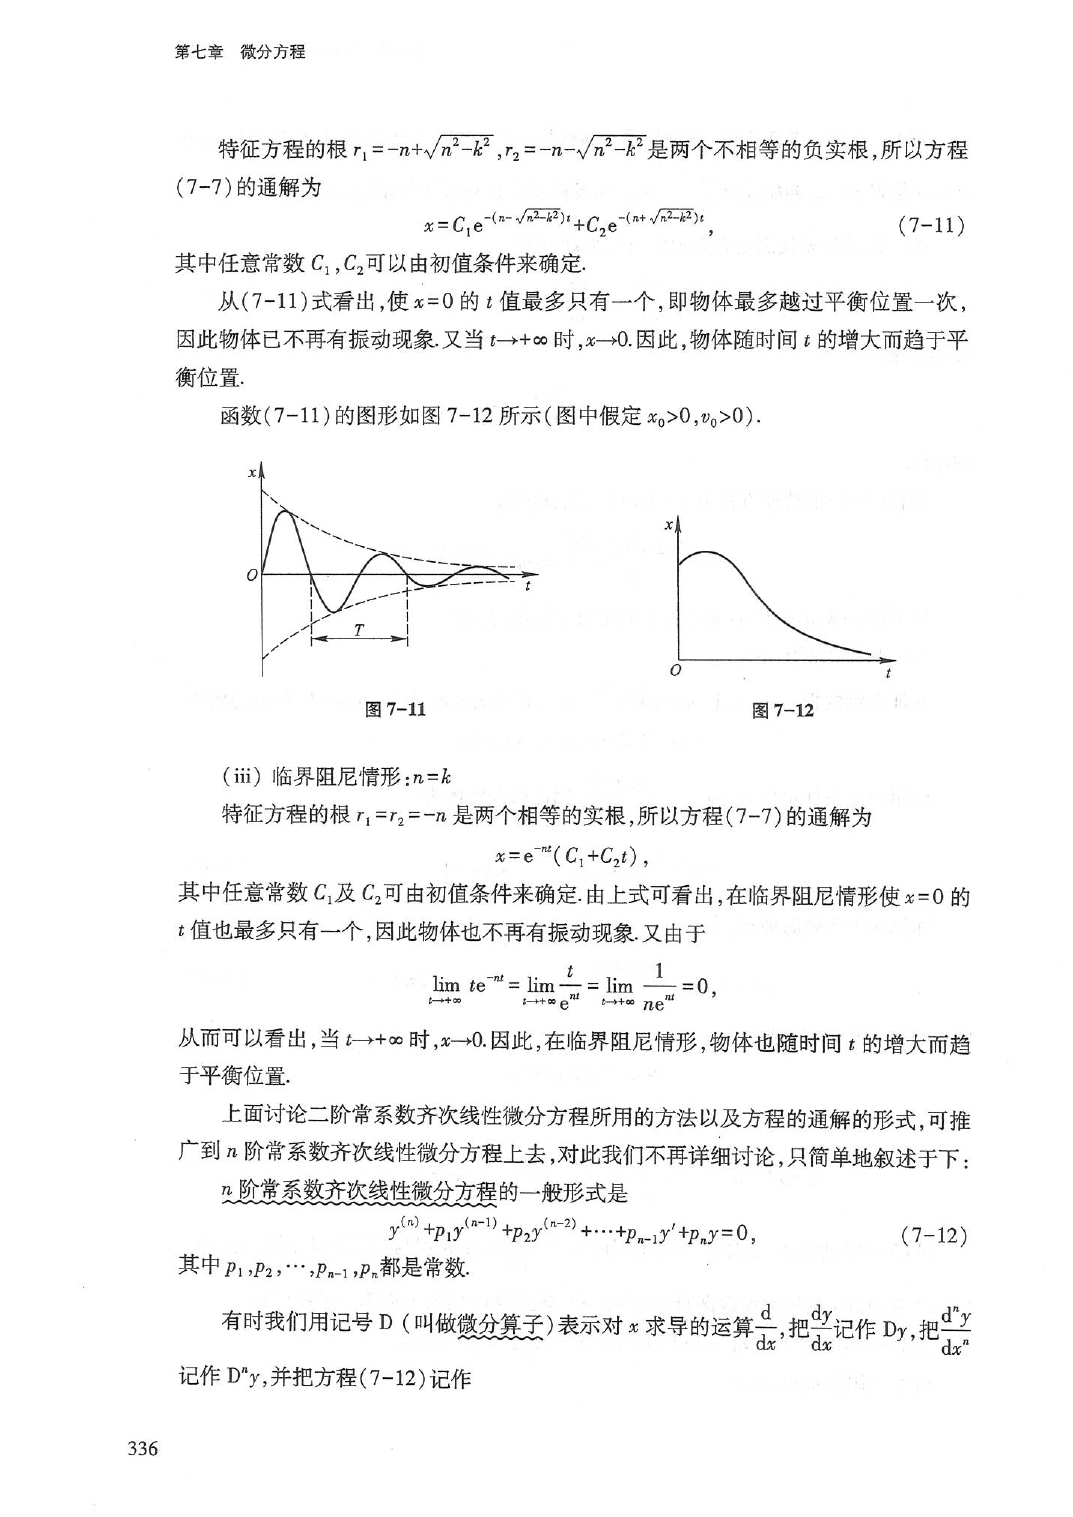 第七章 微分方程
特征方程的根 r₁=-n+√(n²-k²),r₂=-n-√(n²-k²)是两个不相等的负实根,所以方程
(7-7)的通解为
x=C₁e^{-(n-√(n²-k²))t}+C₂e^{-(n+√(n²-k²))t}, (7-11)
其中任意常数 C₁,C₂可以由初值条件来确定.
从(7-11)式看出,使 x=0 的 t 值最多只有一个,即物体最多越过平衡位置一次,
因此物体已不再有振动现象.又当 t→+∞ 时,x→0.因此,物体随时间 t 的增大而趋于平
衡位置.
函数(7-11)的图形如图 7-12 所示(图中假定 x₀>0,v₀>0).
x
O
t
T
图 7-11
x
O
t
图 7-12
(iii) 临界阻尼情形:n=k
特征方程的根 r₁=r₂=-n 是两个相等的实根,所以方程(7-7)的通解为
x=e^{-nt}(C₁+C₂t),
其中任意常数 C₁及 C₂可由初值条件来确定.由上式可看出,在临界阻尼情形使 x=0 的
t 值也最多只有一个,因此物体也不再有振动现象.又由于
lim_{t→+∞} te^{-nt}=lim_{t→+∞} t/e^{nt}=lim_{t→+∞} 1/(ne^{nt})=0,
从而可以看出,当 t→+∞ 时,x→0.因此,在临界阻尼情形,物体也随时间 t 的增大而趋
于平衡位置.
上面讨论二阶常系数齐次线性微分方程所用的方法以及方程的通解的形式,可推
广到 n 阶常系数齐次线性微分方程上去,对此我们不再详细讨论,只简单地叙述于下:
n 阶常系数齐次线性微分方程的一般形式是
y^{(n)}+p₁y^{(n-1)}+p₂y^{(n-2)}+⋯+p_{n-1}y′+p_n y=0, (7-12)
其中 p₁,p₂,⋯,p_{n-1},p_n都是常数.
有时我们用记号 D (叫做微分算子)表示对 x 求导的运算 d/dx,把 dy/dx 记作 Dy,把 dⁿy/dxⁿ
记作 Dⁿy,并把方程(7-12)记作
336